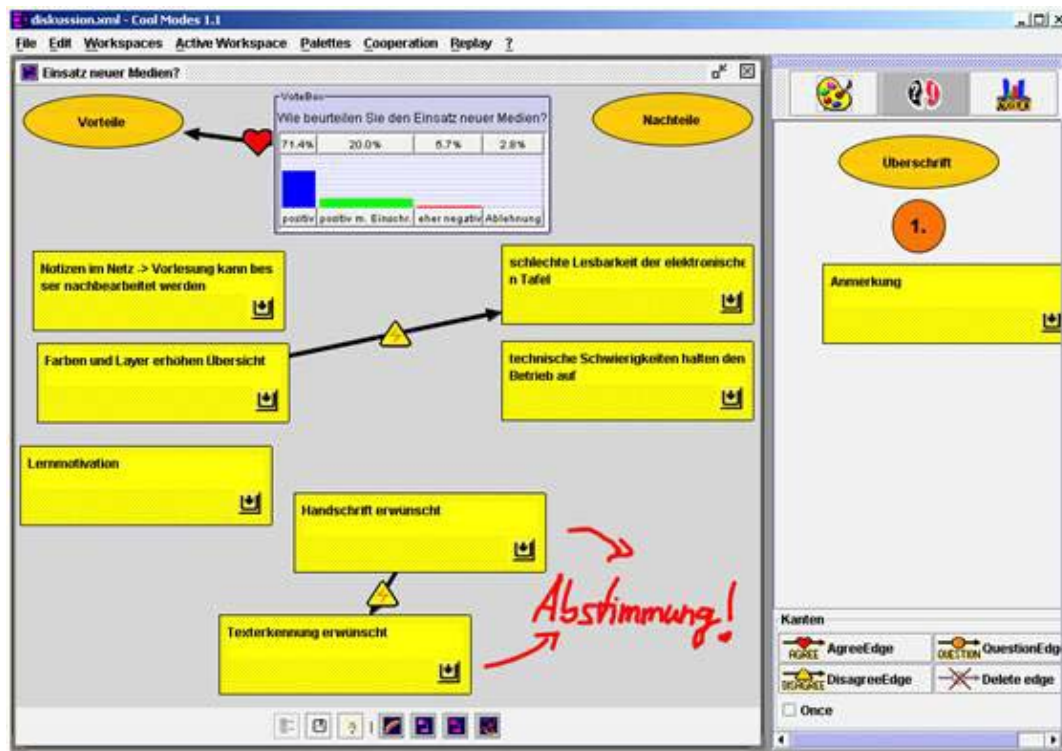 diskussion.xml - Cool Modes 1.1
File Edit Workspaces Active Workspace Palettes Cooperation Replay ?
Einsatz neuer Medien?
Vorteile
VoteBox
Wie beurteilen Sie den Einsatz neuer Medien?
71.4% 20.0% 5.7% 2.8%
positiv positiv m. Einschr. eher negativ Ablehnung
Nachteile
Notizen im Netz -> Vorlesung kann bes
ser nachbearbeitet werden
schlechte Lesbarkeit der elektronische
n Tafel
Farben und Layer erhöhen Übersicht
technische Schwierigkeiten halten den
Betrieb auf
Lernmotivation
Handschrift erwünscht
Abstimmung!
Texterkennung erwünscht
Überschrift
1.
Anmerkung
Kanten
AGREE AgreeEdge QUESTION QuestionEdg
DISAGREE DisagreeEdge Delete edge
Once